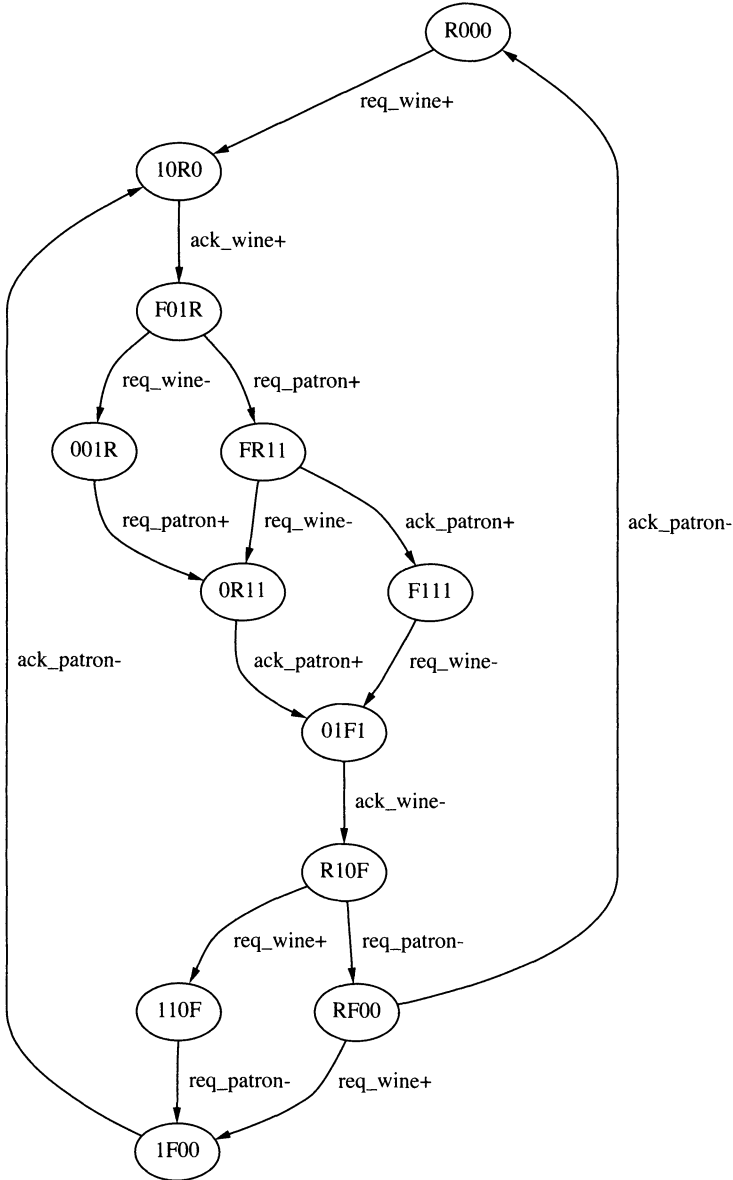 R000
req_wine+
10R0
ack_wine+
F01R
req_wine-
req_patron+
001R
FR11
req_patron+
req_wine-
ack_patron+
ack_patron-
0R11
F111
ack_patron-
ack_patron+
req_wine-
01F1
ack_wine-
R10F
req_wine+
req_patron-
110F
RF00
req_patron-
req_wine+
1F00